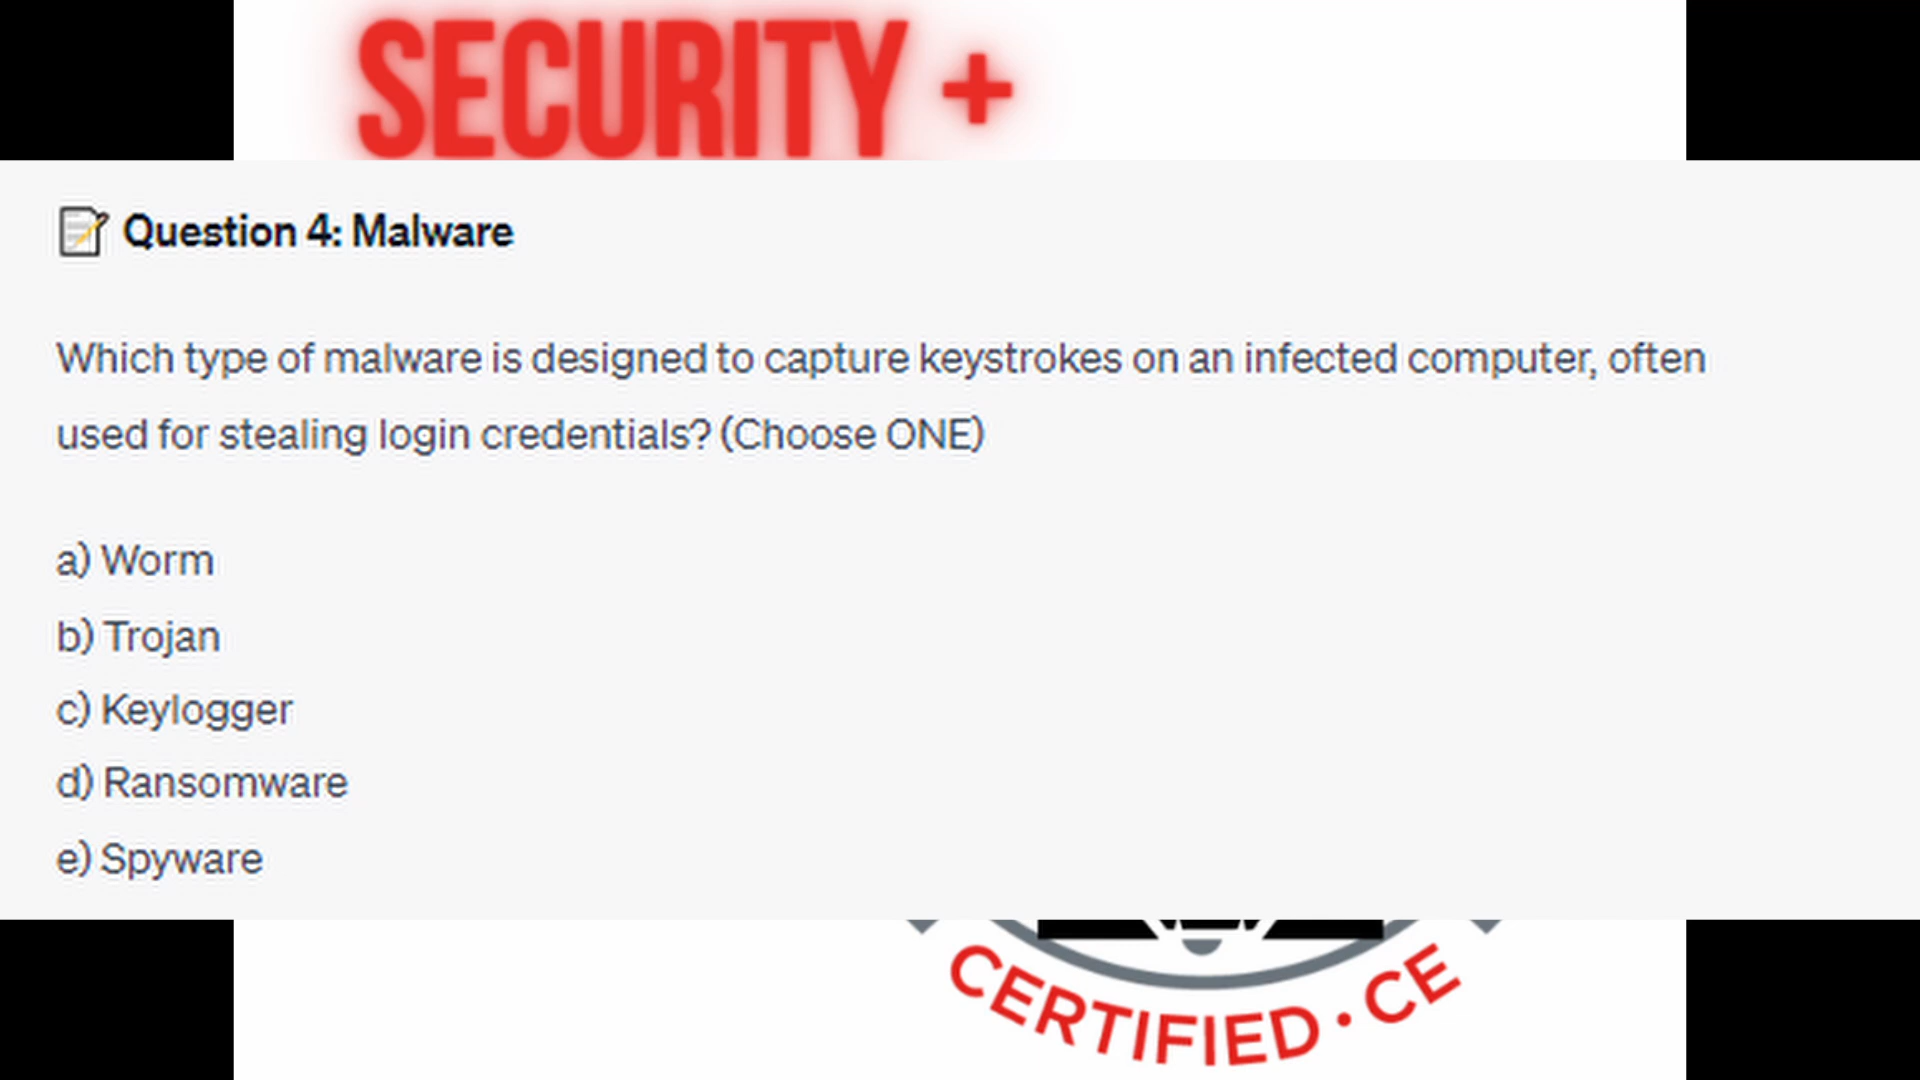 SECURITY +
📝 Question 4: Malware
Which type of malware is designed to capture keystrokes on an infected computer, often
used for stealing login credentials? (Choose ONE)
a) Worm
b) Trojan
c) Keylogger
d) Ransomware
e) Spyware
CERTIFIED • CE